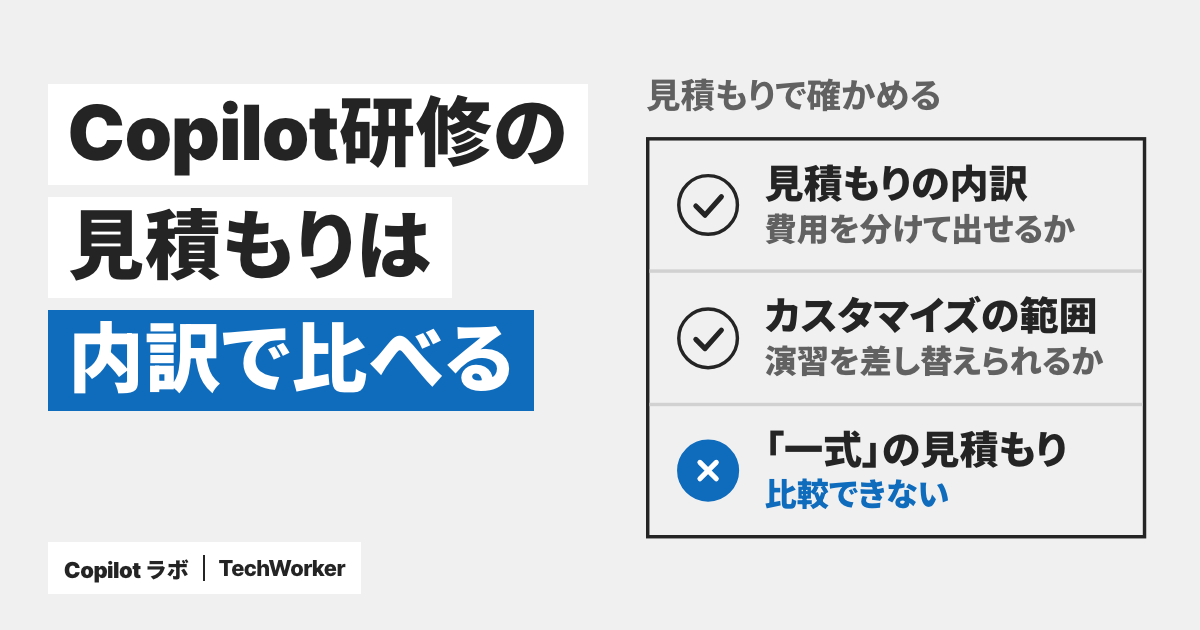 Copilot研修の
見積もりは
内訳で比べる
見積もりで確かめる
見積もりの内訳
費用を分けて出せるか
カスタマイズの範囲
演習を差し替えられるか
「一式」の見積もり
比較できない
Copilot ラボ | TechWorker